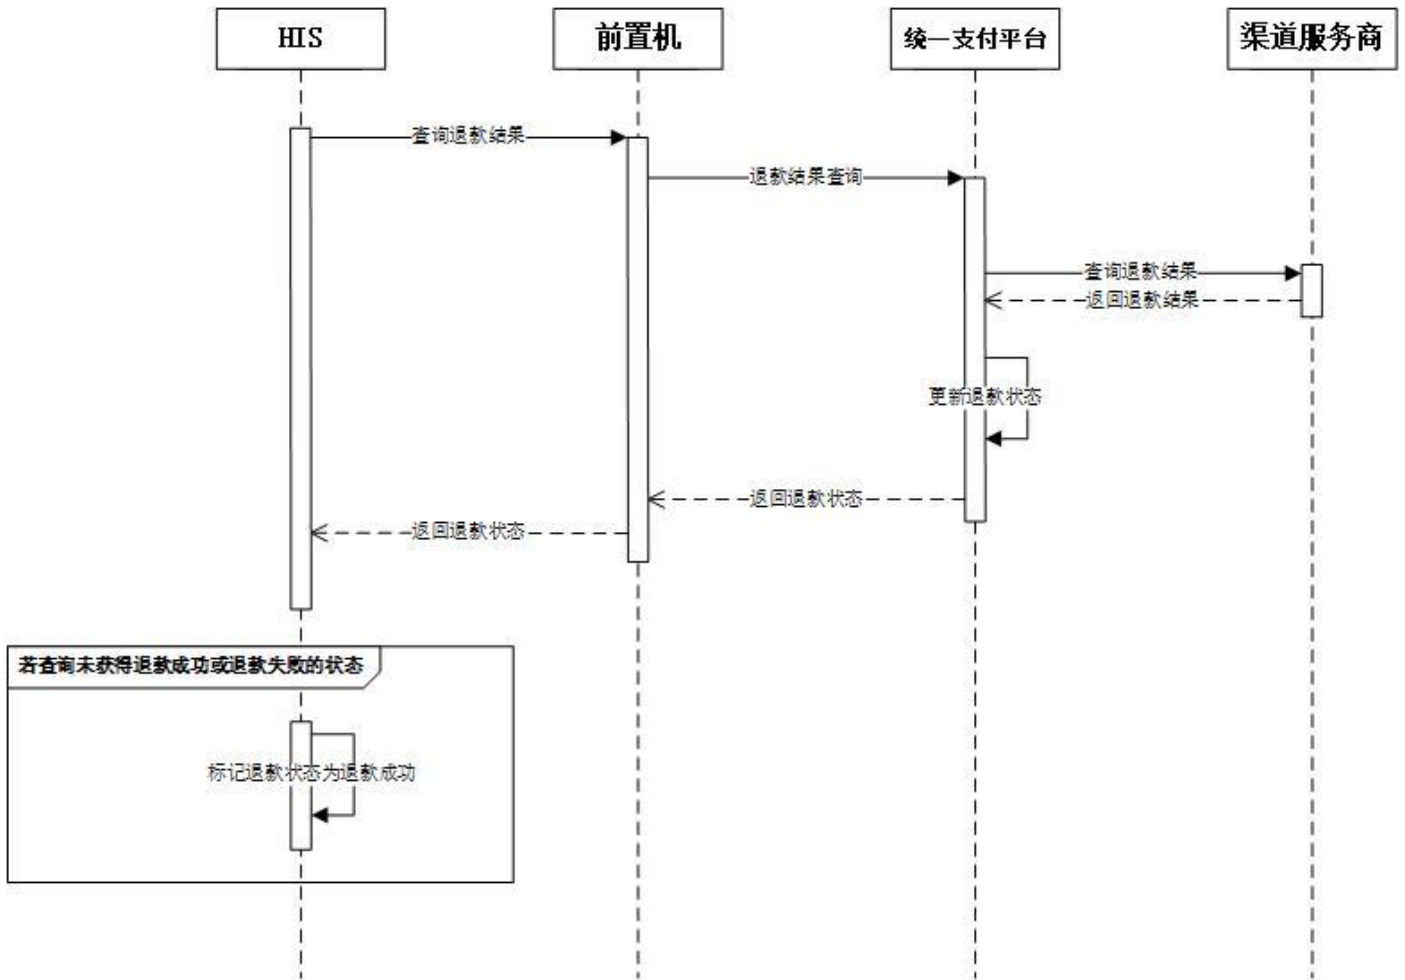 HIS
前置机
统一支付平台
渠道服务商
查询退款结果
退款结果查询
查询退款结果
返回退款结果
更新退款状态
返回退款状态
返回退款状态
若查询未获得退款成功或退款失败的状态
标记退款状态为退款成功